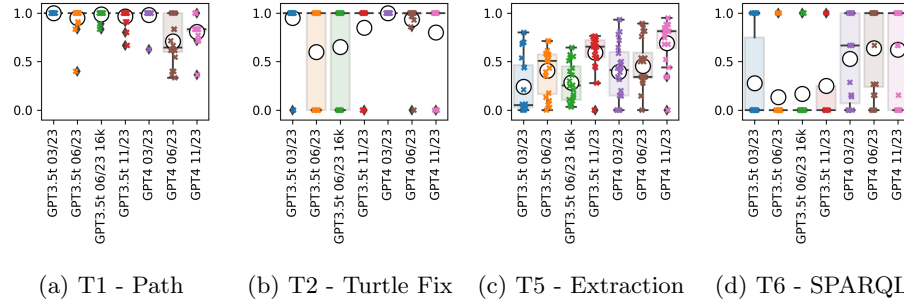 1.0
0.5
0.0
GPT3.5t 03/23
GPT3.5t 06/23
GPT3.5t 06/23 16k
GPT3.5t 11/23
GPT4 03/23
GPT4 06/23
GPT4 11/23
(a) T1 - Path
1.0
0.5
0.0
GPT3.5t 03/23
GPT3.5t 06/23
GPT3.5t 06/23 16k
GPT3.5t 11/23
GPT4 03/23
GPT4 06/23
GPT4 11/23
(b) T2 - Turtle Fix
1.0
0.5
0.0
GPT3.5t 03/23
GPT3.5t 06/23
GPT3.5t 06/23 16k
GPT3.5t 11/23
GPT4 03/23
GPT4 06/23
GPT4 11/23
(c) T5 - Extraction
1.0
0.5
0.0
GPT3.5t 03/23
GPT3.5t 06/23
GPT3.5t 06/23 16k
GPT3.5t 11/23
GPT4 03/23
GPT4 06/23
GPT4 11/23
(d) T6 - SPARQL